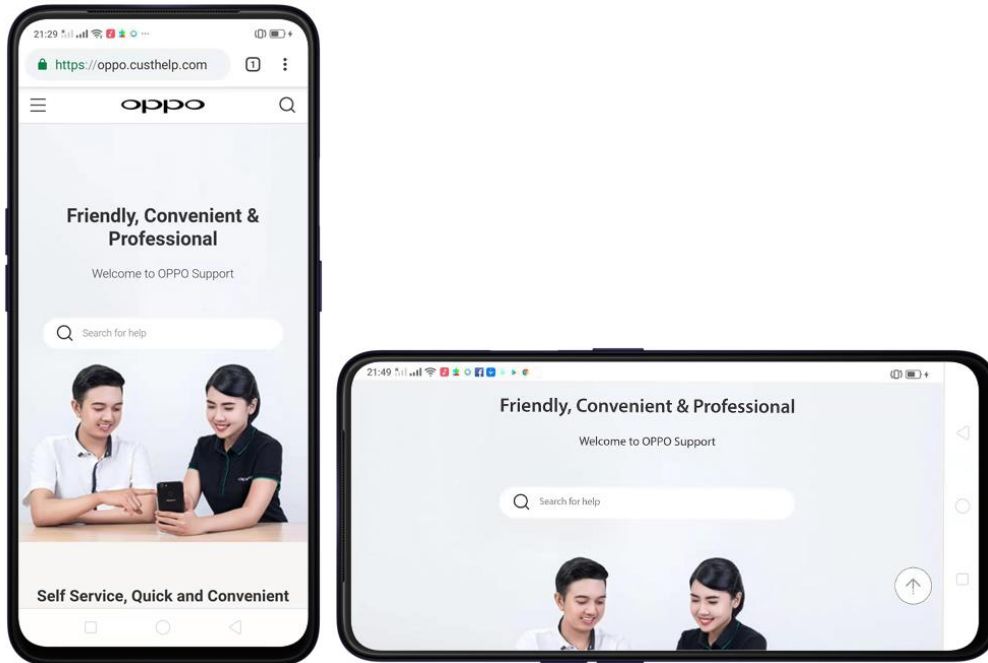 21:29
https://oppo.custhelp.com
1
oppo
Friendly, Convenient &
Professional
Welcome to OPPO Support
Search for help
Self Service, Quick and Convenient
21:49
Friendly, Convenient & Professional
Welcome to OPPO Support
Search for help